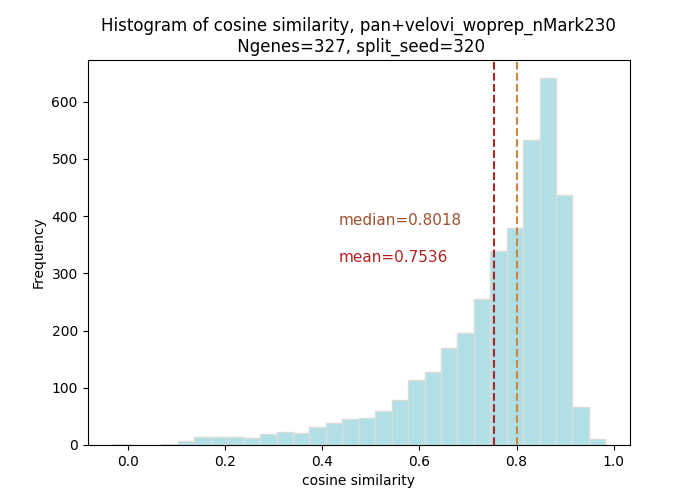 Histogram of cosine similarity, pan+velovi_woprep_nMark230
Ngenes=327, split_seed=320
Frequency
600
500
400
300
200
100
0
median=0.8018
mean=0.7536
0.0 0.2 0.4 0.6 0.8 1.0
cosine similarity